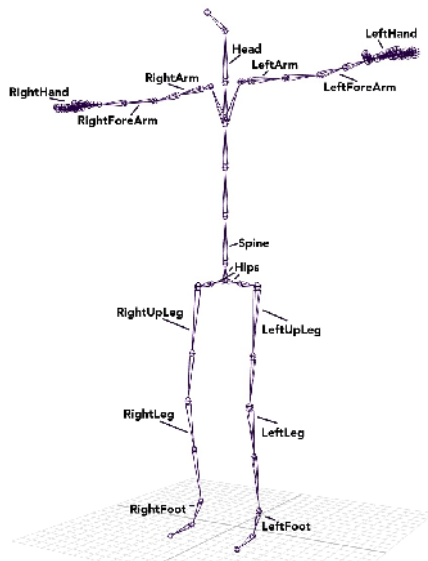 LeftHand
Head
LeftArm
RightArm
LeftForeArm
RightHand
RightForeArm
Spine
Hips
RightUpLeg
LeftUpLeg
RightLeg
LeftLeg
RightFoot
LeftFoot